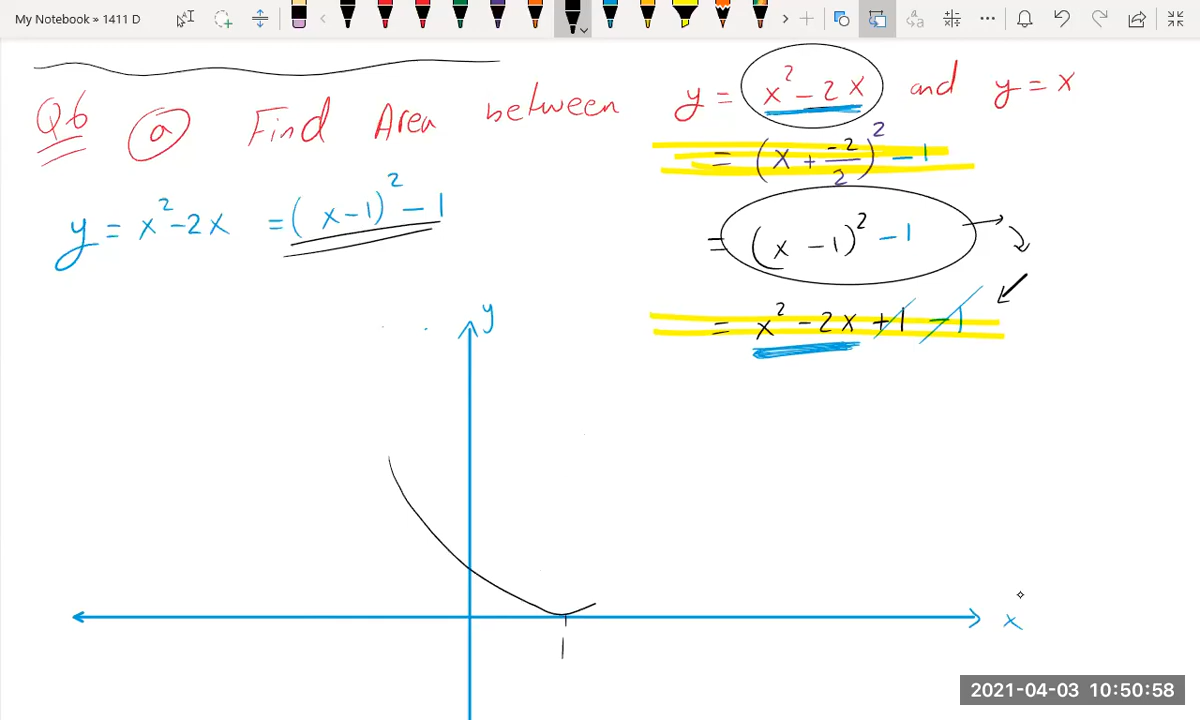 My Notebook » 1411 D
Q6 (a) Find Area between y = x² - 2x and y = x
= (x + -2/2)² - 1
y = x² - 2x = (x - 1)² - 1
= (x - 1)² - 1
= x² - 2x + 1 - 1
y
x
1
2021-04-03 10:50:58